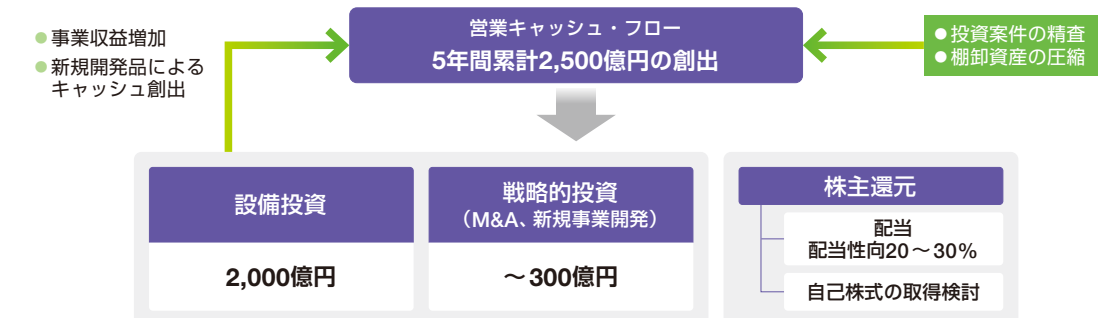 ●事業収益増加
●新規開発品による
キャッシュ創出
営業キャッシュ・フロー
5年間累計2,500億円の創出
●投資案件の精査
●棚卸資産の圧縮
設備投資
2,000億円
戦略的投資
（M&A、新規事業開発）
～300億円
株主還元
配当
配当性向20～30%
自己株式の取得検討